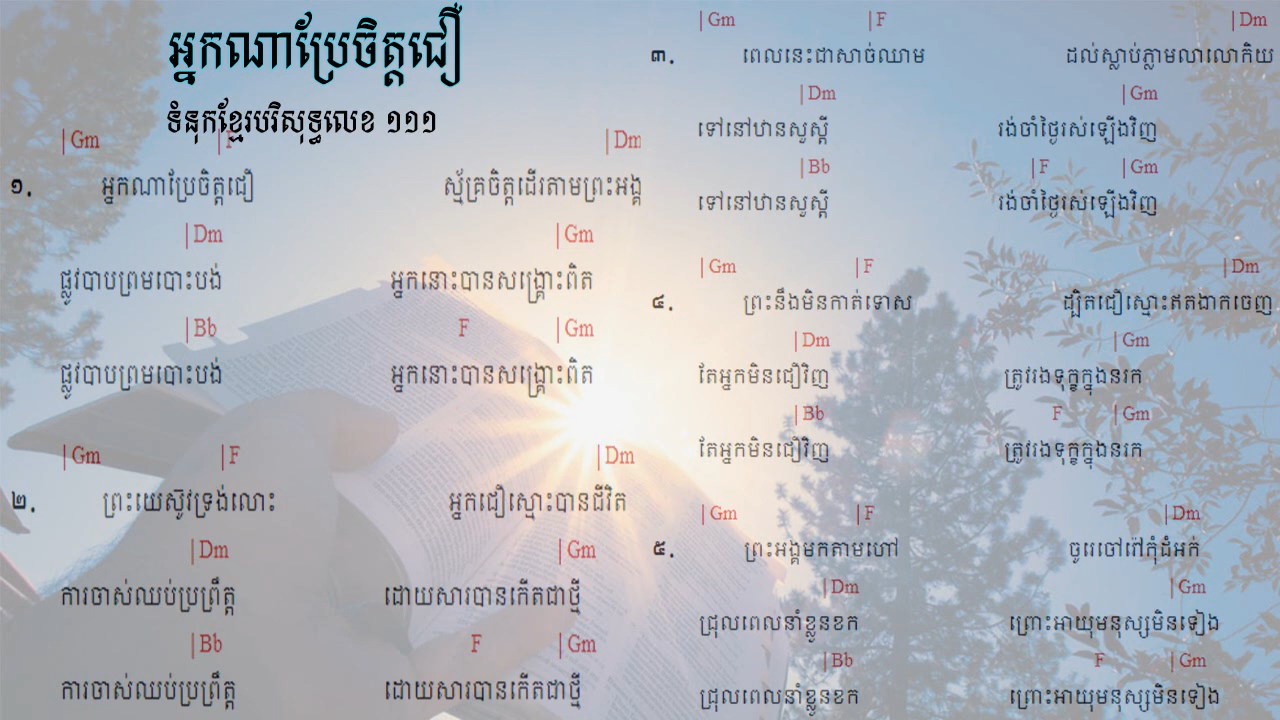 អ្នកណាប្រែចិត្តជឿ
ទំនុកខ្មែរបរិសុទ្ធលេខ ១១១
|Gm |F |Dm
១. អ្នកណាប្រែចិត្តជឿ ស្ម័គ្រចិត្តដើរតាមព្រះអង្គ
|Dm |Gm
ផ្លូវបាបព្រមបោះបង់ អ្នកនោះបានសង្គ្រោះពិត
|Bb F |Gm
ផ្លូវបាបព្រមបោះបង់ អ្នកនោះបានសង្គ្រោះពិត
|Gm |F |Dm
២. ព្រះយេស៊ូវទ្រង់លោះ អ្នកជឿស្មោះបានជីវិត
|Dm |Gm
ការចាស់ឈប់ប្រព្រឹត្ត ដោយសារបានកើតជាថ្មី
|Bb F |Gm
ការចាស់ឈប់ប្រព្រឹត្ត ដោយសារបានកើតជាថ្មី
|Gm |F |Dm
៣. ពេលនេះជាសាច់ឈាម ដល់ស្លាប់ភ្លាមលាលោកិយ
|Dm |Gm
ទៅនៅឋានសួស្តី រង់ចាំថ្ងៃរស់ឡើងវិញ
|Bb |F |Gm
ទៅនៅឋានសួស្តី រង់ចាំថ្ងៃរស់ឡើងវិញ
|Gm |F |Dm
៤. ព្រះនឹងមិនកាត់ទោស ដ្បិតជឿស្មោះឥតងាកចេញ
|Dm |Gm
តែអ្នកមិនជឿវិញ ត្រូវរងទុក្ខក្នុងនរក
|Bb F |Gm
តែអ្នកមិនជឿវិញ ត្រូវរងទុក្ខក្នុងនរក
|Gm |F |Dm
៥. ព្រះអង្គមកតាមហៅ ចូរេចៅរ៉ៅកុំដំអក់
|Dm |Gm
ជ្រុលពេលនាំខ្លួនខក ព្រោះអាយុមនុស្សមិនទៀង
|Bb F |Gm
ជ្រុលពេលនាំខ្លួនខក ព្រោះអាយុមនុស្សមិនទៀង